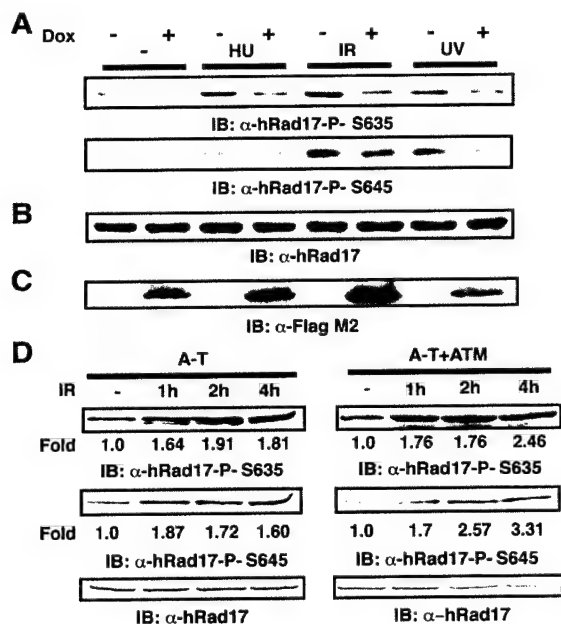 A
Dox - + - + - + - +
- HU IR UV
IB: α-hRad17-P- S635
IB: α-hRad17-P- S645
B
IB: α-hRad17
C
IB: α-Flag M2
D
A-T A-T+ATM
IR - 1h 2h 4h - 1h 2h 4h
Fold 1.0 1.64 1.91 1.81 1.0 1.76 1.76 2.46
IB: α-hRad17-P- S635 IB: α-hRad17-P- S635
Fold 1.0 1.87 1.72 1.60 1.0 1.7 2.57 3.31
IB: α-hRad17-P- S645 IB: α-hRad17-P- S645
IB: α-hRad17 IB: α–hRad17